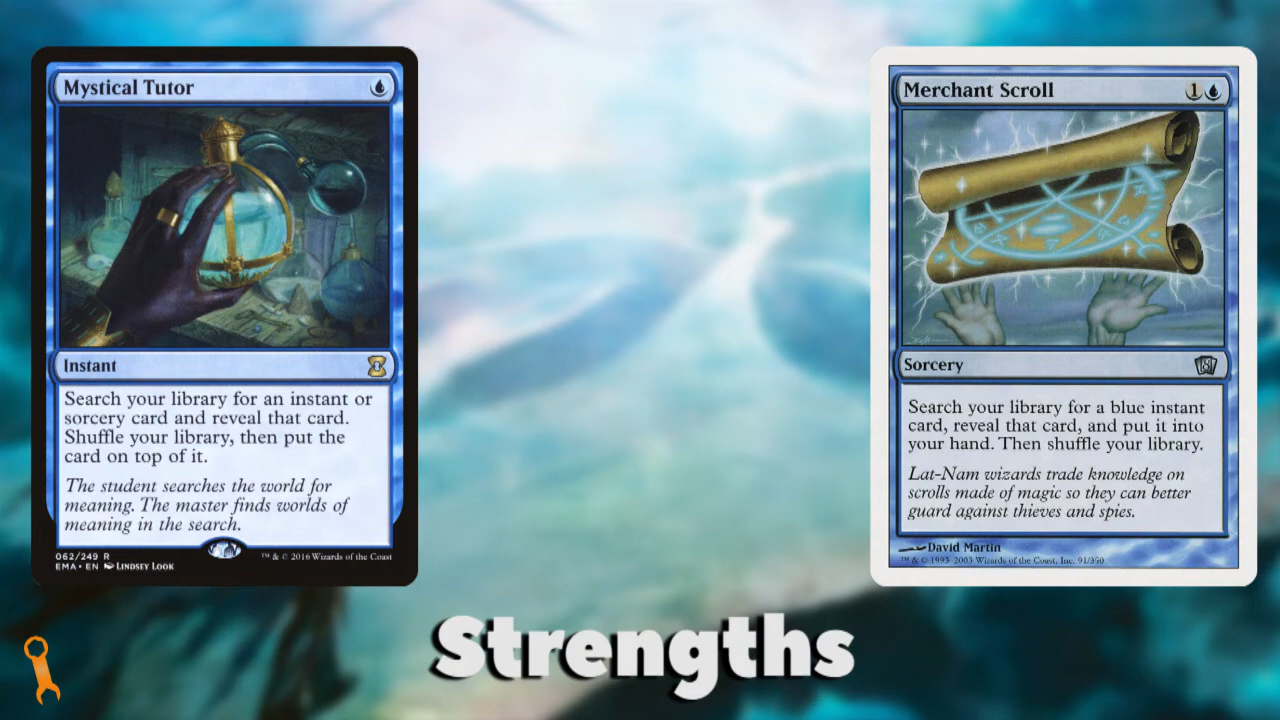 Mystical Tutor
Instant
Search your library for an instant or
sorcery card and reveal that card.
Shuffle your library, then put the
card on top of it.
The student searches the world for
meaning. The master finds worlds of
meaning in the search.
062/249 R
EMA • EN LINDSEY LOOK
™ & © 2016 Wizards of the Coast
Merchant Scroll
1
Sorcery
8
Search your library for a blue instant
card, reveal that card, and put it into
your hand. Then shuffle your library.
Lat-Nam wizards trade knowledge on
scrolls made of magic so they can better
guard against thieves and spies.
David Martin
™ & © 1993–2003 Wizards of the Coast, Inc. 91/350
Strengths